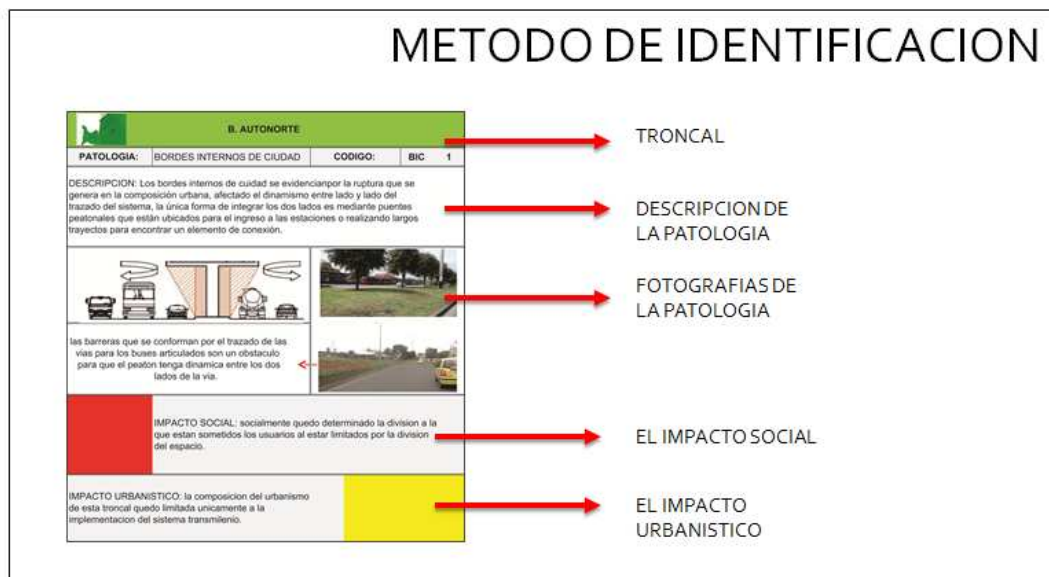 METODO DE IDENTIFICACION
B. AUTONORTE
PATOLOGIA: BORDES INTERNOS DE CIUDAD CODIGO: BIC 1
DESCRIPCION: Los bordes internos de cuidad se evidencianpor la ruptura que se
genera en la composición urbana, afectado el dinamismo entre lado y lado del
trazado del sistema, la única forma de integrar los dos lados es mediante puentes
peatonales que están ubicados para el ingreso a las estaciones o realizando largos
trayectos para encontrar un elemento de conexión.
las barreras que se conforman por el trazado de las
vias para los buses articulados son un obstaculo
para que el peaton tenga dinamica entre los dos
lados de la via.
IMPACTO SOCIAL: socialmente quedo determinado la division a la
que estan sometidos los usuarios al estar limitados por la division
del espacio.
IMPACTO URBANISTICO: la composicion del urbanismo
de esta troncal quedo limitada unicamente a la
implementacion del sistema transmilenio.
TRONCAL
DESCRIPCION DE
LA PATOLOGIA
FOTOGRAFIAS DE
LA PATOLOGIA
EL IMPACTO SOCIAL
EL IMPACTO
URBANISTICO